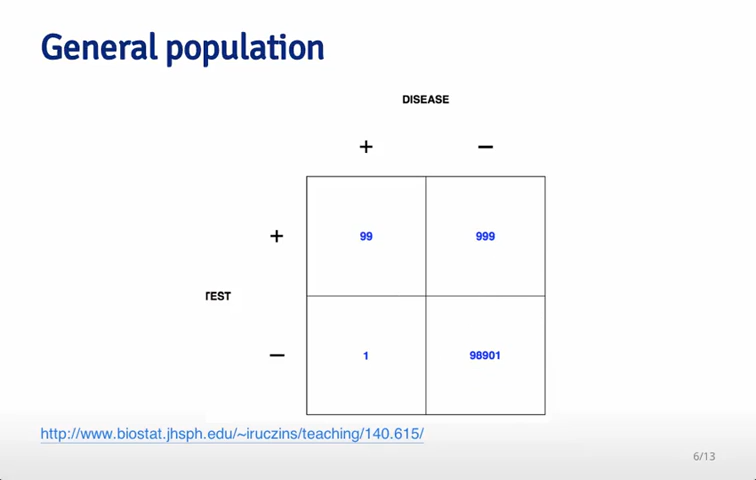 General population
DISEASE
+ −
+ 99 999
TEST
− 1 98901
http://www.biostat.jhsph.edu/~iruczins/teaching/140.615/
6/13